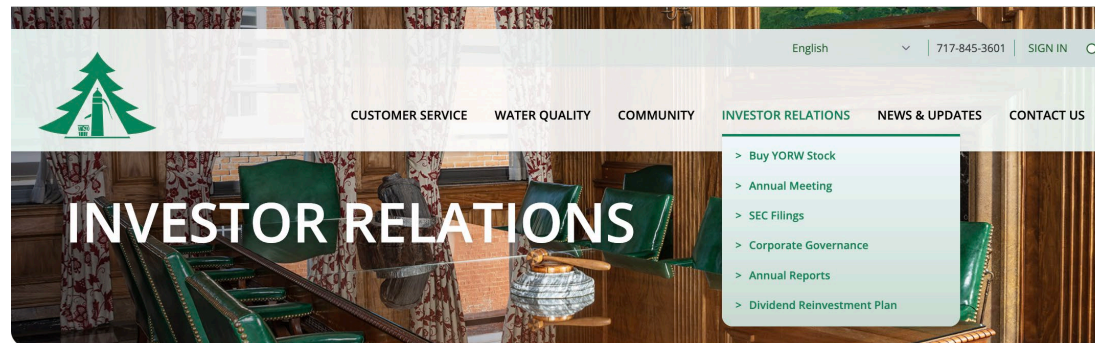 English
717-845-3601
SIGN IN
CUSTOMER SERVICE
WATER QUALITY
COMMUNITY
INVESTOR RELATIONS
NEWS & UPDATES
CONTACT US
> Buy YORW Stock
> Annual Meeting
> SEC Filings
> Corporate Governance
> Annual Reports
> Dividend Reinvestment Plan
INVESTOR RELATIONS